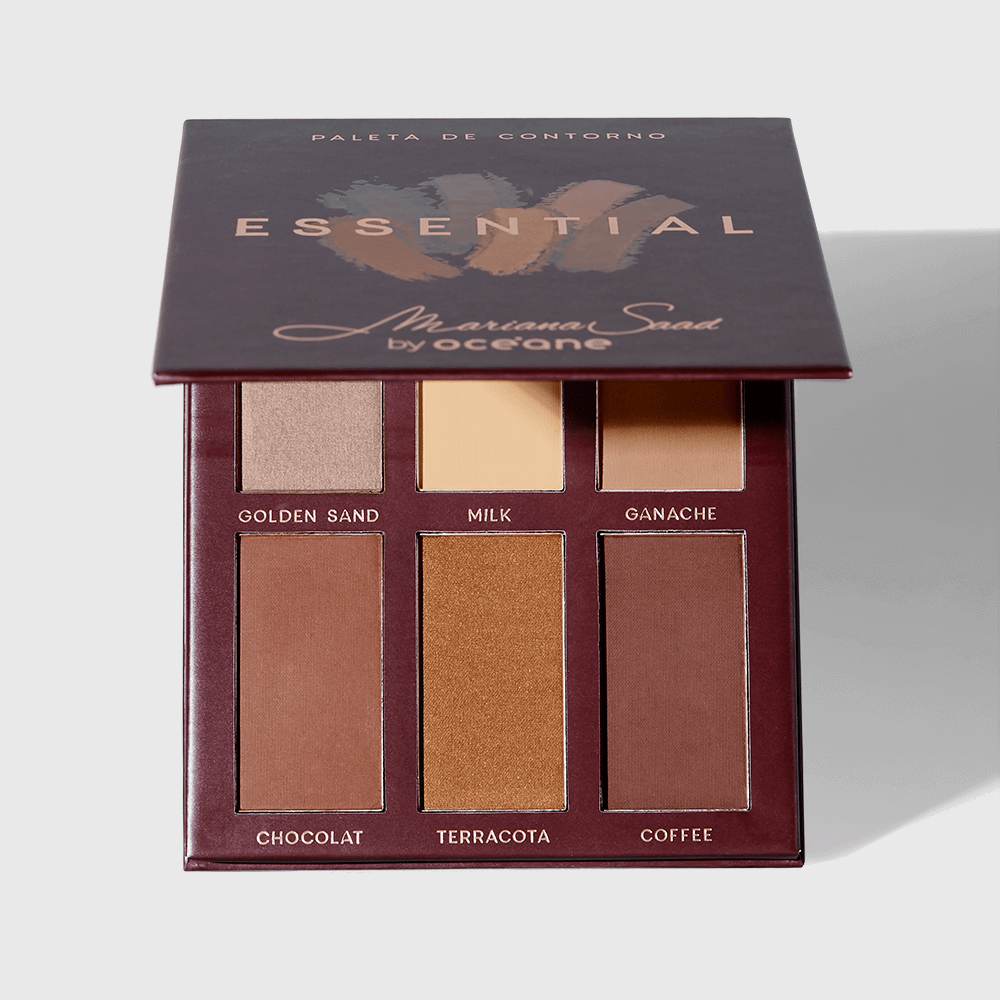 PALETA DE CONTORNO
ESSENTIAL
Mariana Saad
by océane
GOLDEN SAND
MILK
GANACHE
CHOCOLAT
TERRACOTA
COFFEE